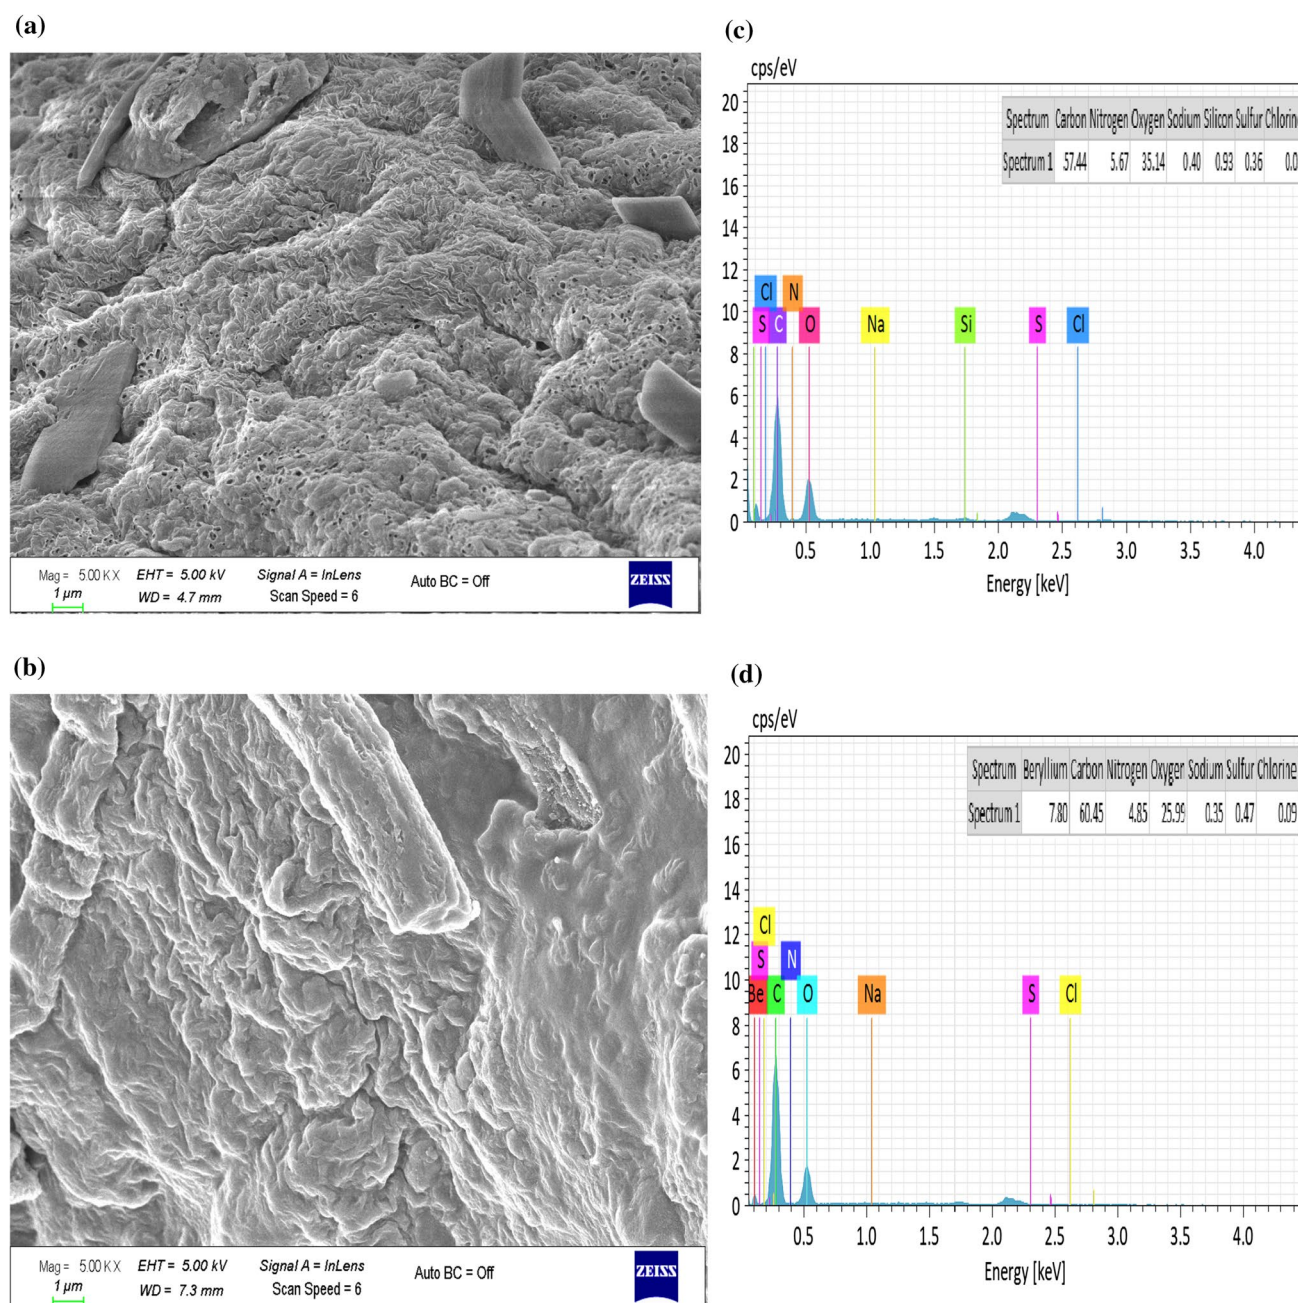 (a)
Mag = 5.00 K X EHT = 5.00 kV Signal A = InLens Auto BC = Off ZEISS
1 µm WD = 4.7 mm Scan Speed = 6
(c)
cps/eV
20
18
16
14
12
10
8
6
4
2
0
Spectrum Carbon Nitrogen Oxygen Sodium Silicon Sulfur Chlorine
Spectrum 1 57.44 5.67 35.14 0.40 0.93 0.36 0.0
Cl N
S C O Na Si S Cl
0.5 1.0 1.5 2.0 2.5 3.0 3.5 4.0
Energy [keV]
(b)
Mag = 5.00 K X EHT = 5.00 kV Signal A = InLens Auto BC = Off ZEISS
1 µm WD = 7.3 mm Scan Speed = 6
(d)
cps/eV
20
18
16
14
12
10
8
6
4
2
0
Spectrum Beryllium Carbon Nitrogen Oxygen Sodium Sulfur Chlorine
Spectrum 1 7.80 60.45 4.85 25.99 0.35 0.47 0.09
Cl
S N
Be C O Na S Cl
0.5 1.0 1.5 2.0 2.5 3.0 3.5 4.0
Energy [keV]